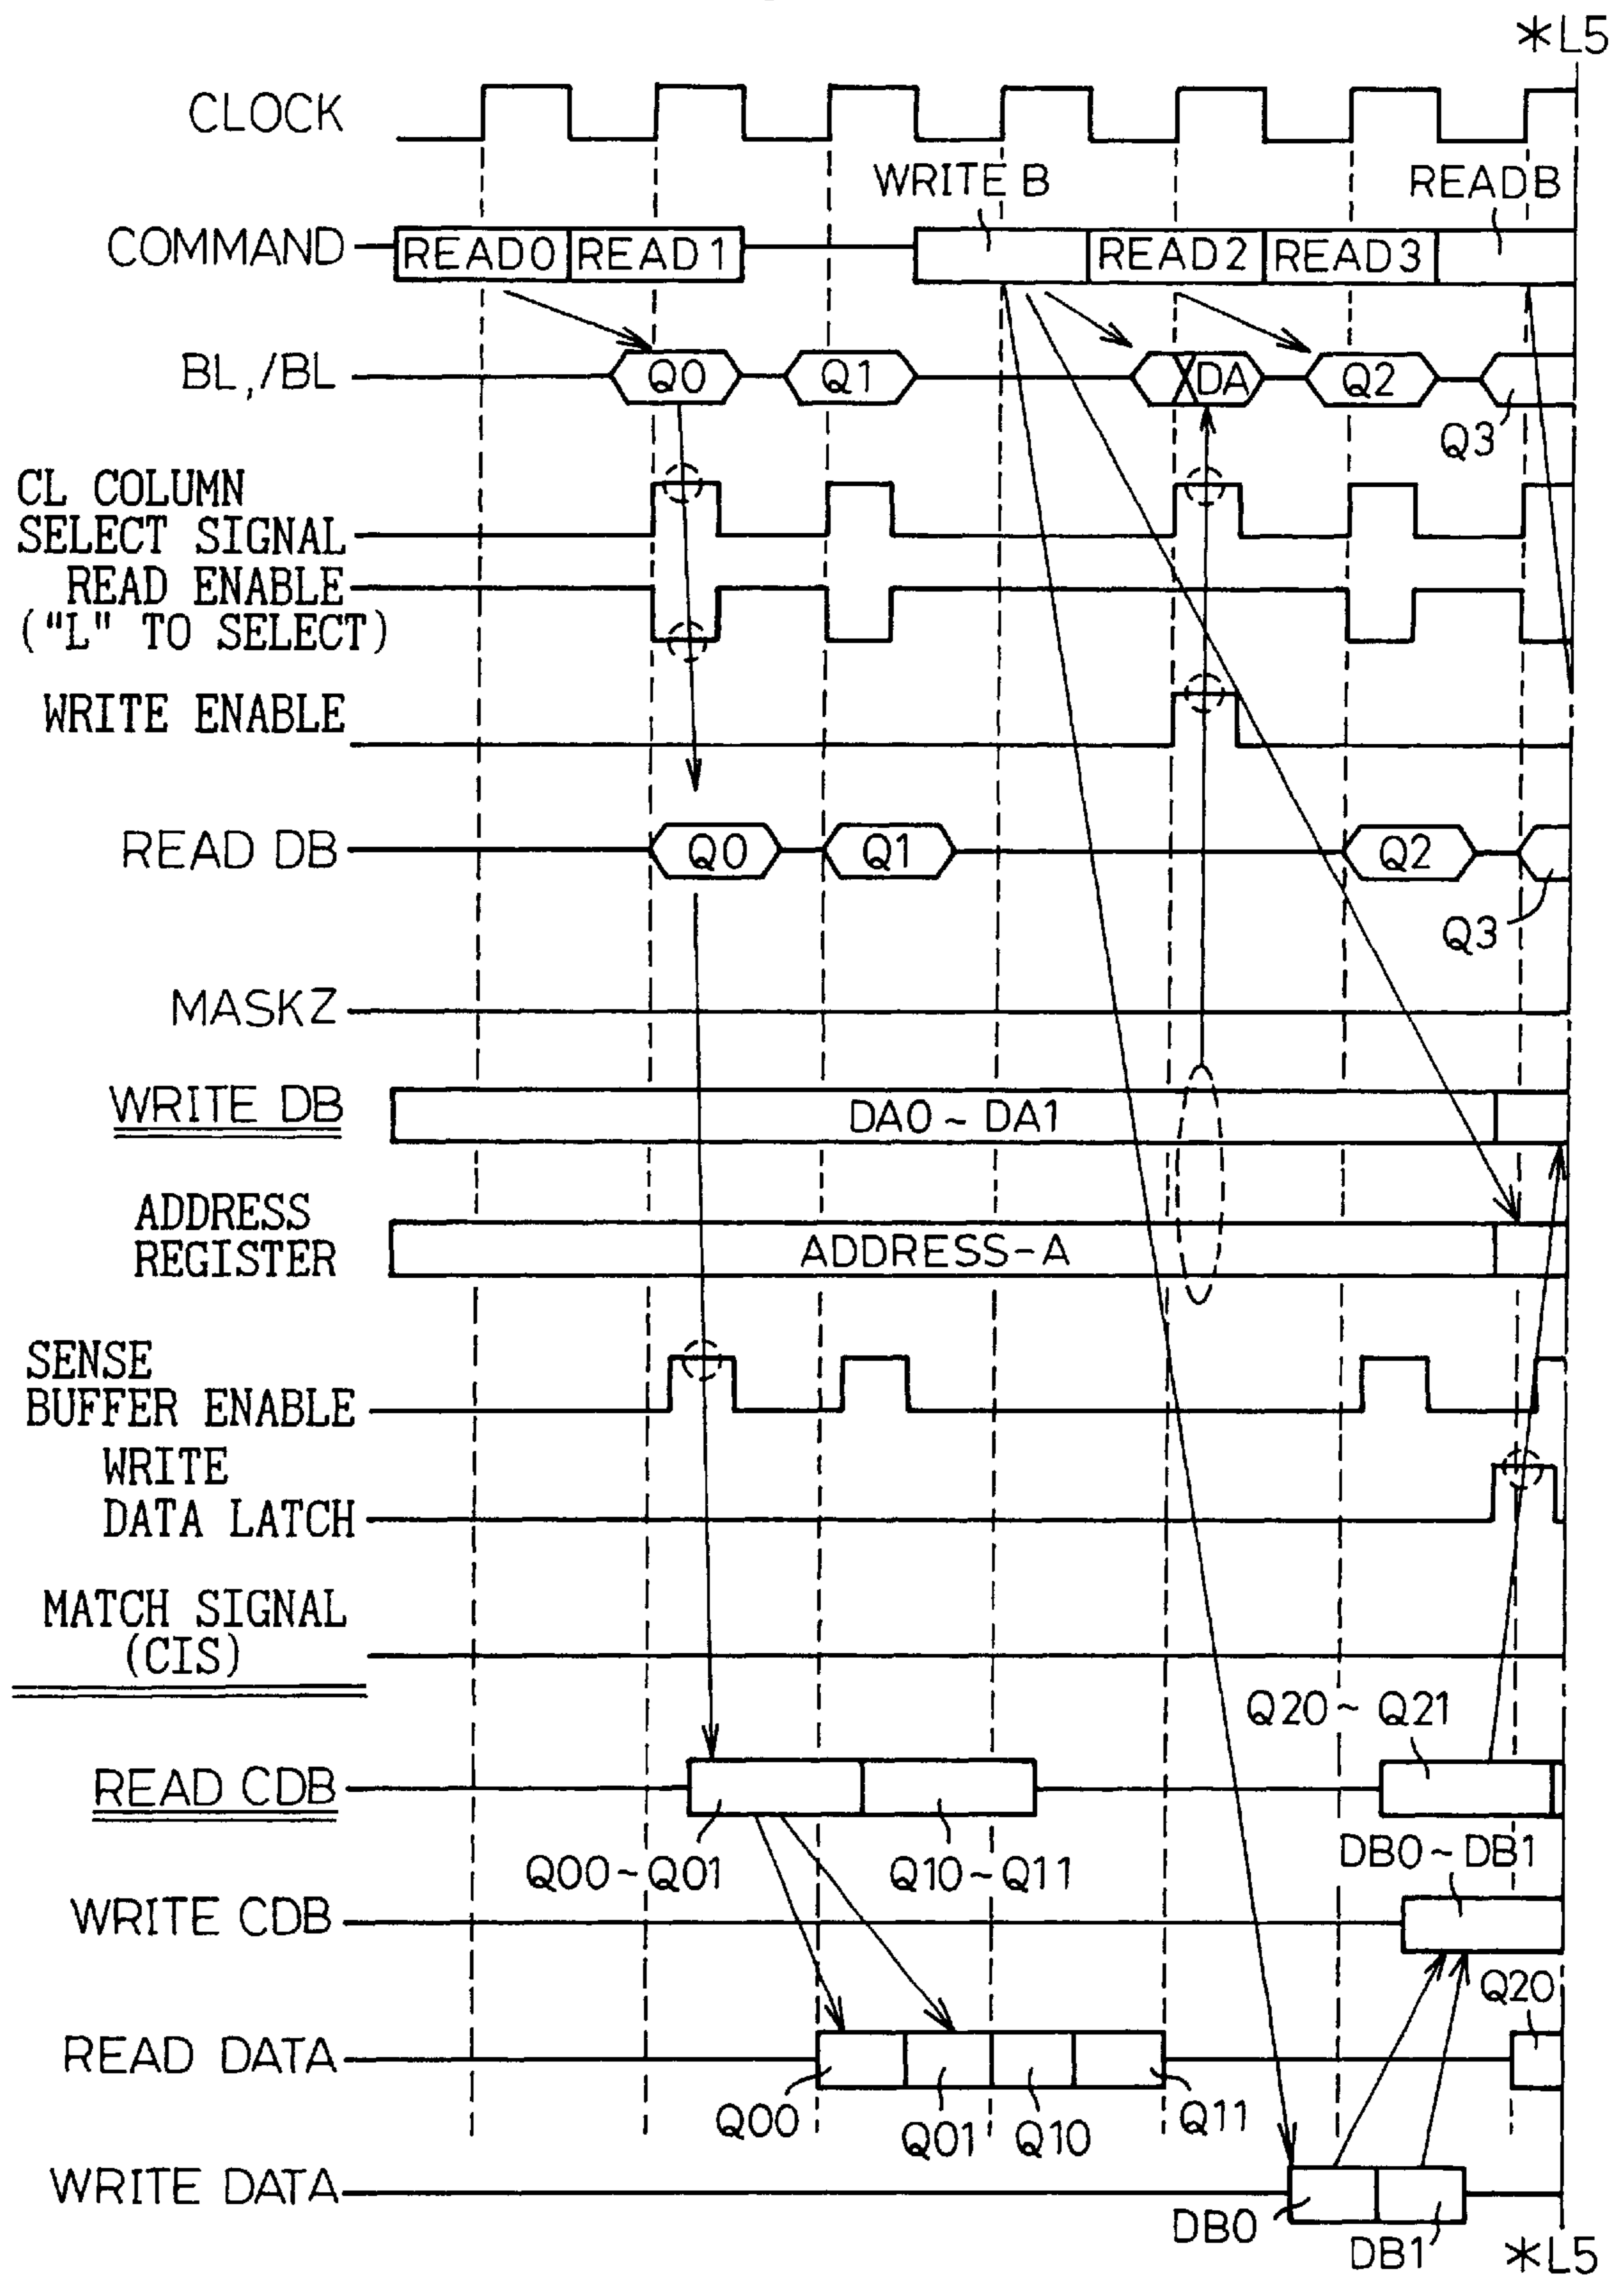 *L5
CLOCK
WRITE B
READB
COMMAND
READ0
READ1
READ2
READ3
BL,/BL
Q0
Q1
DA
Q2
Q3
CL COLUMN
SELECT SIGNAL
READ ENABLE
("L" TO SELECT)
WRITE ENABLE
READ DB
Q0
Q1
Q2
Q3
MASKZ
WRITE DB
DA0~DA1
ADDRESS
REGISTER
ADDRESS-A
SENSE
BUFFER ENABLE
WRITE
DATA LATCH
MATCH SIGNAL
(CIS)
Q20~Q21
READ CDB
Q00~Q01
Q10~Q11
DB0~DB1
WRITE CDB
Q20
READ DATA
Q00
Q01
Q10
Q11
WRITE DATA
DB0
DB1
*L5